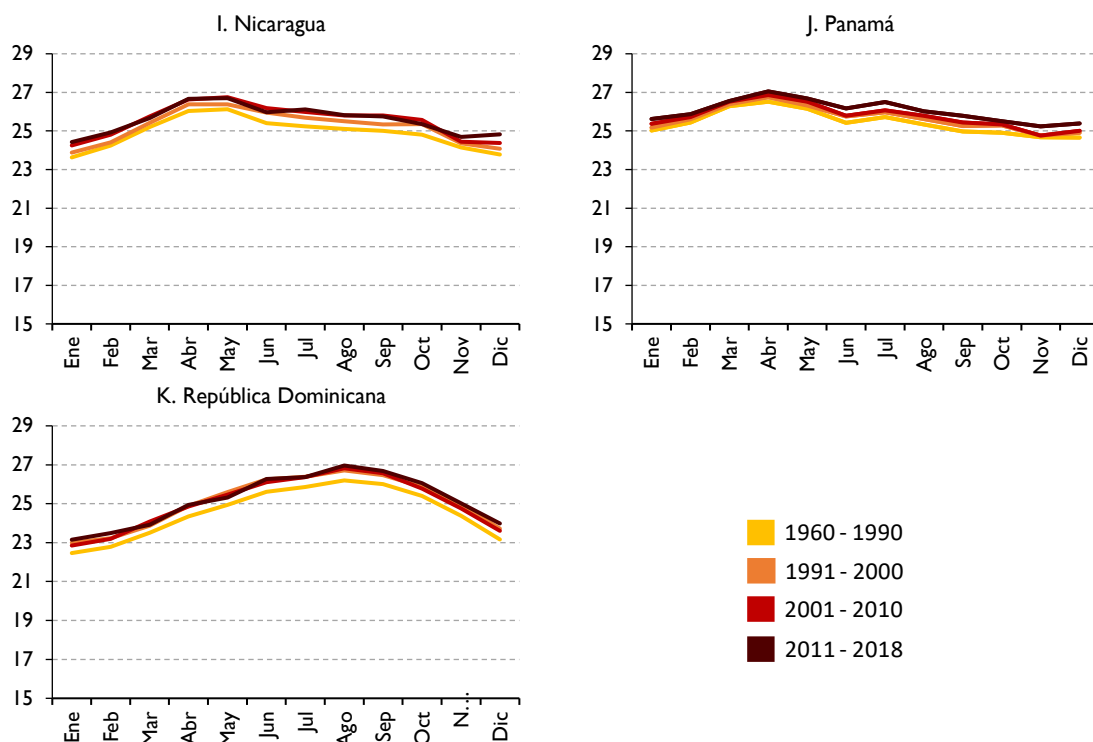 I. Nicaragua
29
27
25
23
21
19
17
15
Ene
Feb
Mar
Abr
May
Jun
Jul
Ago
Sep
Oct
Nov
Dic
J. Panamá
29
27
25
23
21
19
17
15
Ene
Feb
Mar
Abr
May
Jun
Jul
Ago
Sep
Oct
Nov
Dic
K. República Dominicana
29
27
25
23
21
19
17
15
Ene
Feb
Mar
Abr
May
Jun
Jul
Ago
Sep
Oct
N...
Dic
1960 - 1990
1991 - 2000
2001 - 2010
2011 - 2018